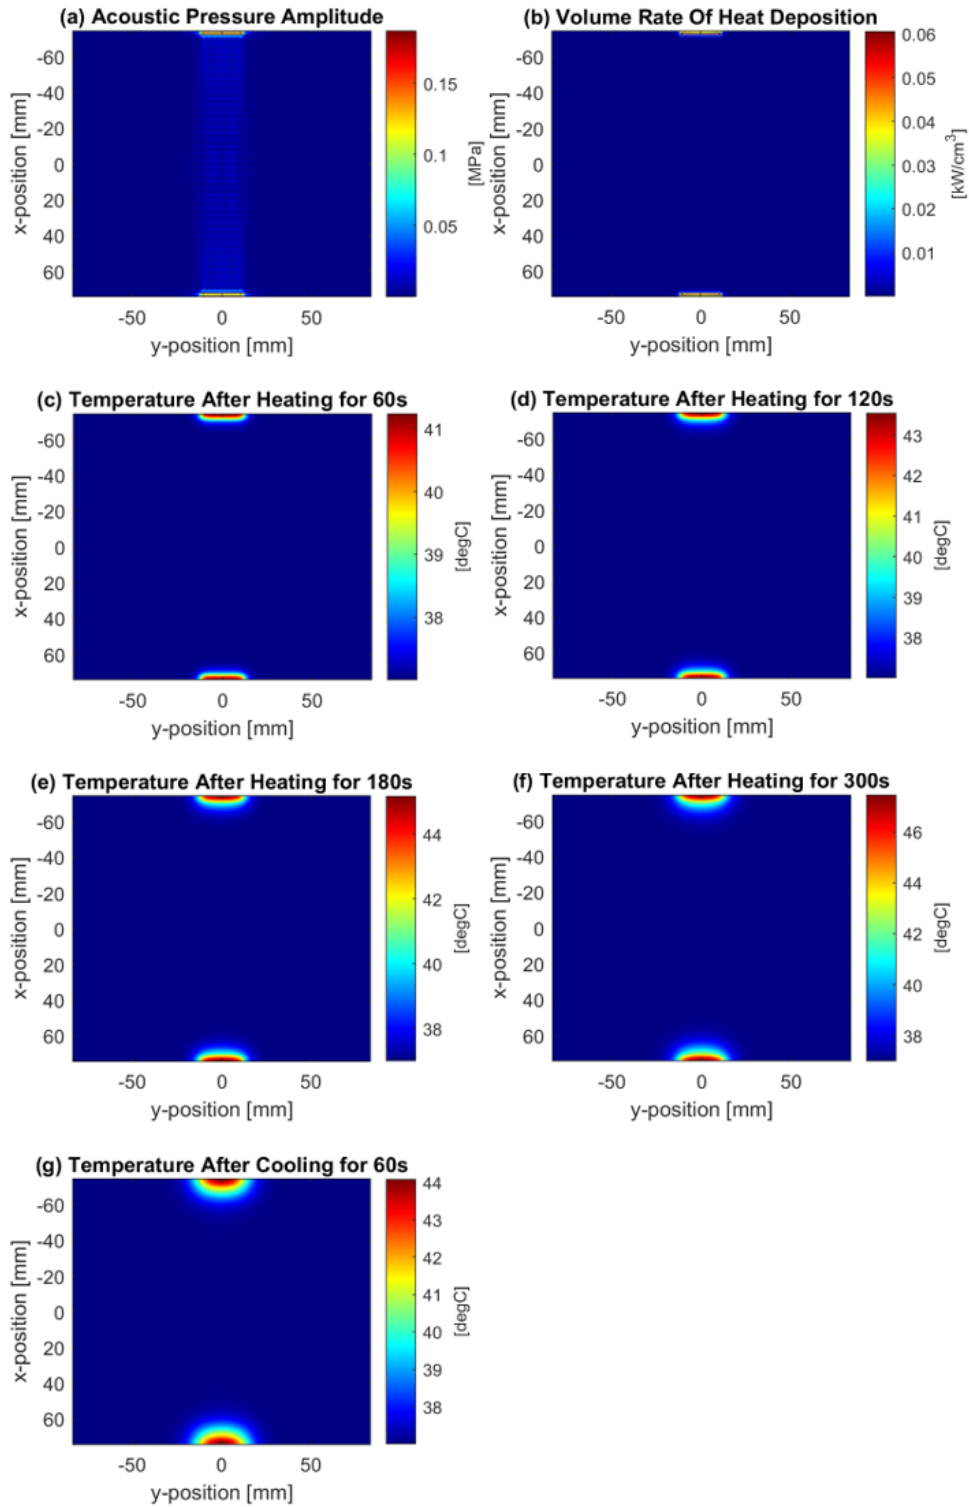 (a) Acoustic Pressure Amplitude
-60
-40
-20
0
20
40
60
x-position [mm]
-50 0 50
y-position [mm]
0.15
0.1
0.05
[MPa]
(b) Volume Rate Of Heat Deposition
-60
-40
-20
0
20
40
60
x-position [mm]
-50 0 50
y-position [mm]
0.06
0.05
0.04
0.03
0.02
0.01
[kW/cm³]
(c) Temperature After Heating for 60s
-60
-40
-20
0
20
40
60
x-position [mm]
-50 0 50
y-position [mm]
41
40
39
38
[degC]
(d) Temperature After Heating for 120s
-60
-40
-20
0
20
40
60
x-position [mm]
-50 0 50
y-position [mm]
43
42
41
40
39
38
[degC]
(e) Temperature After Heating for 180s
-60
-40
-20
0
20
40
60
x-position [mm]
-50 0 50
y-position [mm]
44
42
40
38
[degC]
(f) Temperature After Heating for 300s
-60
-40
-20
0
20
40
60
x-position [mm]
-50 0 50
y-position [mm]
46
44
42
40
38
[degC]
(g) Temperature After Cooling for 60s
-60
-40
-20
0
20
40
60
x-position [mm]
-50 0 50
y-position [mm]
44
43
42
41
40
39
38
[degC]